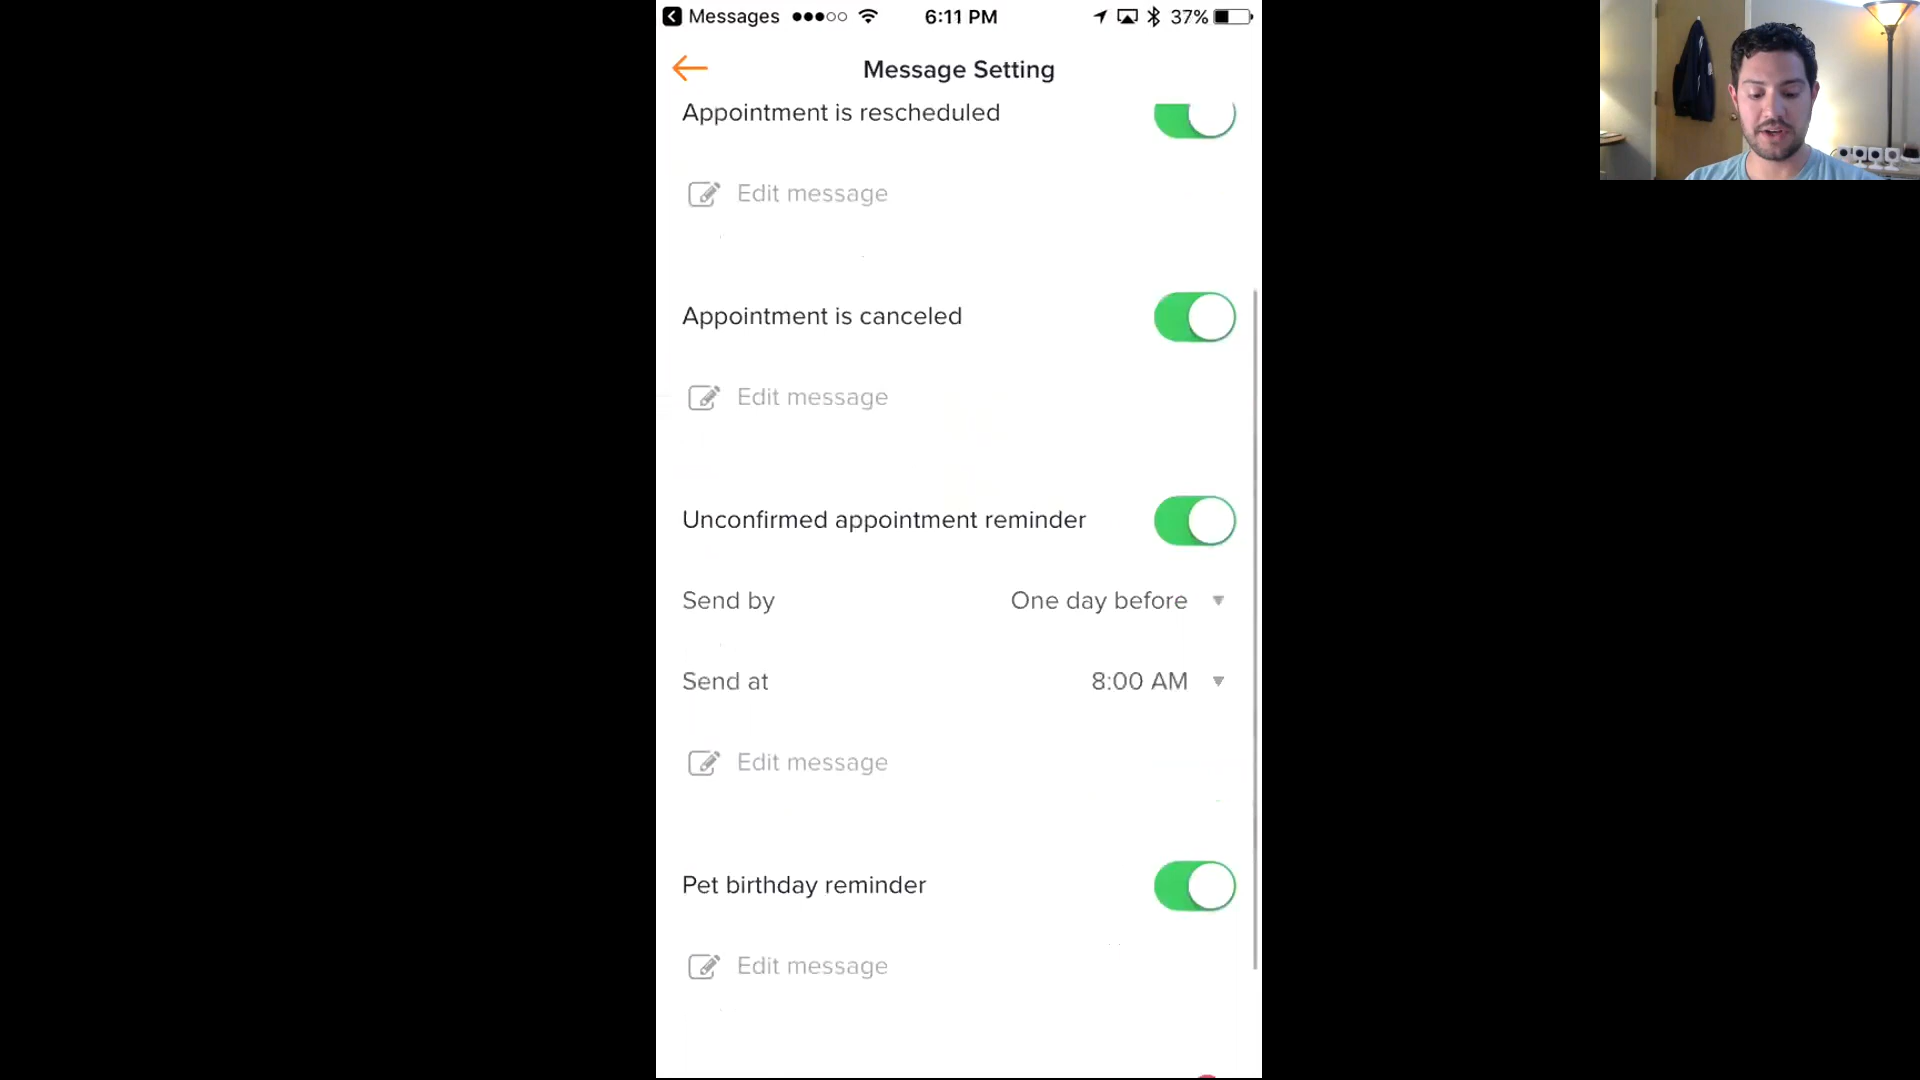 Messages 6:11 PM 37%
Message Setting
Appointment is rescheduled
Edit message
Appointment is canceled
Edit message
Unconfirmed appointment reminder
Send by One day before
Send at 8:00 AM
Edit message
Pet birthday reminder
Edit message